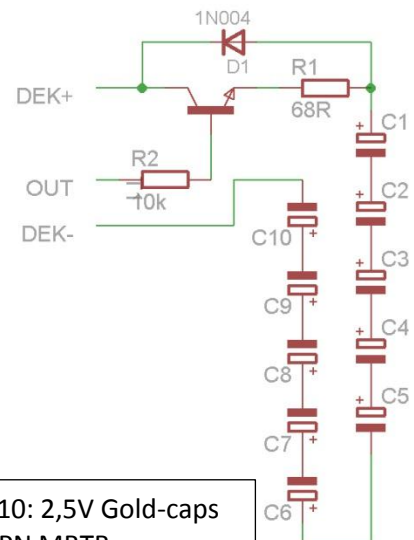 1N004
D1
R1
DEK+
68R
C1
R2
OUT
10k
C2
DEK-
C10
C3
C9
C4
C8
C5
C7
10: 2,5V Gold-caps
C6